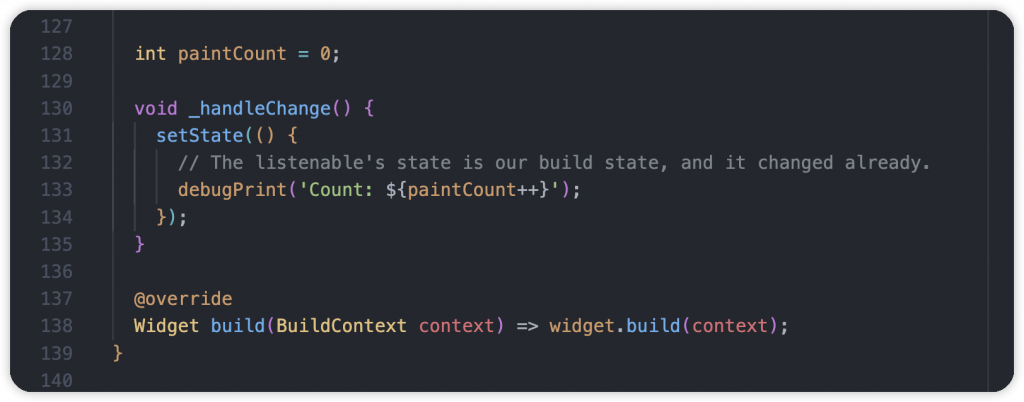 127
128 int paintCount = 0;
129
130 void _handleChange() {
131 setState(() {
132 // The listenable's state is our build state, and it changed already.
133 debugPrint('Count: ${paintCount++}');
134 });
135 }
136
137 @override
138 Widget build(BuildContext context) => widget.build(context);
139 }
140